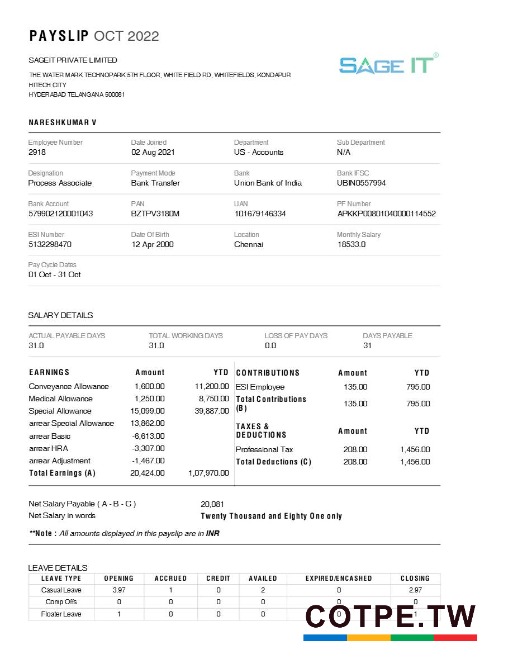 PAYSLIP OCT 2022
SAGEIT PRIVATE LIMITED
THE WATER MARK TECHNOPARK 5TH FLOOR, WHITE FIELD RD, WHITEFIELDS, KONDAPUR
HITECH CITY
HYDERABAD TELANGANA 500081
SAGE IT®
NARESHKUMAR V
Employee Number Date Joined Department Sub Department
2918 02 Aug 2021 US - Accounts N/A
Designation Payment Mode Bank Bank IFSC
Process Associate Bank Transfer Union Bank of India UBIN0557994
Bank Account PAN UAN PF Number
579902120001043 BZTPV3180M 101679146334 APKKP00801040000114552
ESI Number Date Of Birth Location Monthly Salary
5132298470 12 Apr 2000 Chennai 18533.0
Pay Cycle Dates
01 Oct - 31 Oct
SALARY DETAILS
ACTUAL PAYABLE DAYS TOTAL WORKING DAYS LOSS OF PAY DAYS DAYS PAYABLE
31.0 31.0 0.0 31
EARNINGS Amount YTD CONTRIBUTIONS Amount YTD
Conveyance Allowance 1,600.00 11,200.00 ESI Employee 135.00 795.00
Medical Allowance 1,250.00 8,750.00 Total Contributions (B) 135.00 795.00
Special Allowance 15,099.00 39,887.00
arrear Special Allowance 13,862.00 TAXES & DEDUCTIONS Amount YTD
arrear Basic -6,613.00
arrear HRA -3,307.00 Professional Tax 208.00 1,456.00
arrear Adjustment -1,467.00 Total Deductions (C) 208.00 1,456.00
Total Earnings (A) 20,424.00 1,07,970.00
Net Salary Payable ( A - B - C ) 20,081
Net Salary in words Twenty Thousand and Eighty One only
**Note : All amounts displayed in this payslip are in INR
LEAVE DETAILS
LEAVE TYPE OPENING ACCRUED CREDIT AVAILED EXPIRED/ENCASHED CLOSING
Casual Leave 3.97 1 0 2 0 2.97
Comp Offs 0 0 0 0 0 0
Floater Leave 1 0 0 0
COTPE.TW